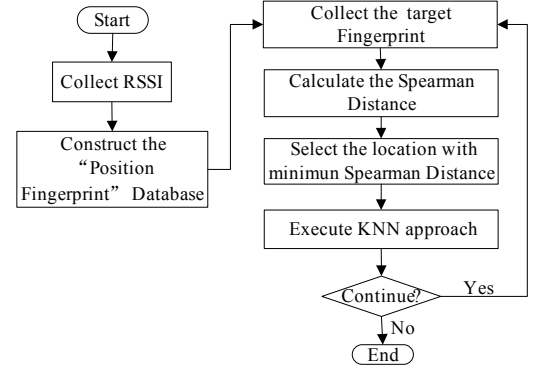 Start
Collect RSSI
Construct the
“Position
Fingerprint” Database
Collect the target
Fingerprint
Calculate the Spearman
Distance
Select the location with
minimun Spearman Distance
Execute KNN approach
Continue?
Yes
No
End